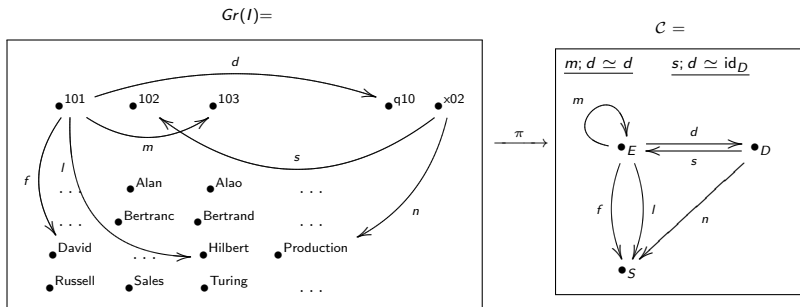 Gr(I)=
C =
m; d ≃ d s; d ≃ id_D
d
101 102 103 q10 x02
m
m
π
d
s
E D
s
f l
Alan Alao
... ...
n
f l n
Bertranc Bertrand
... ...
David Hilbert Production
...
S
Russell Sales Turing ...